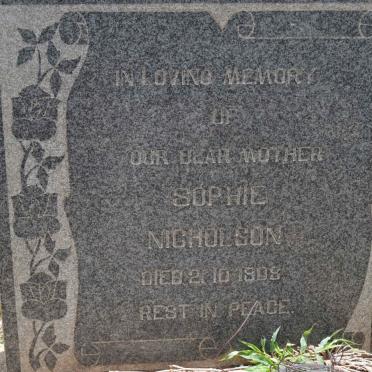 IN LOVING MEMORY
OF
OUR DEAR MOTHER
SOPHIE
NICHOLSON
DIED 2.10.1908
REST IN PEACE.